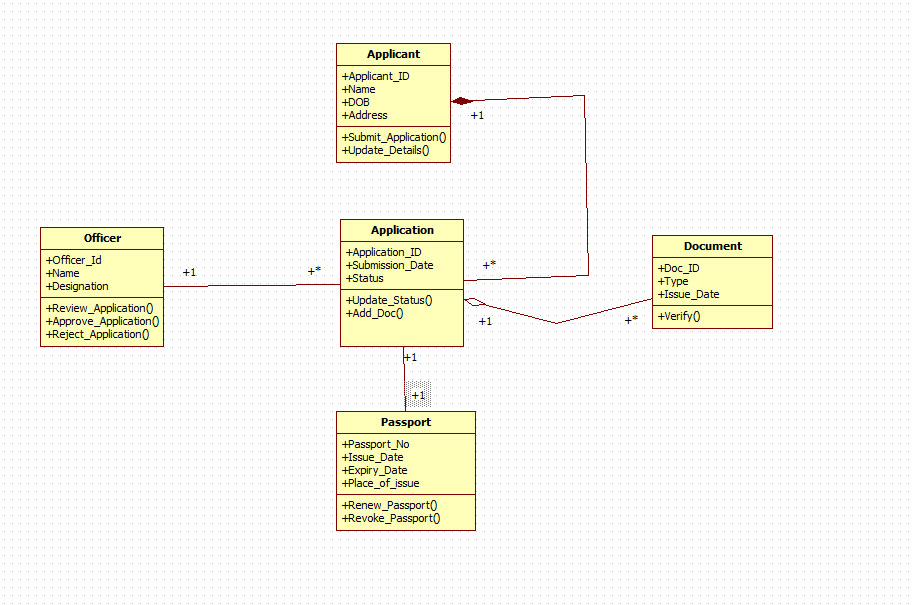 Applicant
+Applicant_ID
+Name
+DOB
+Address
+1
+Submit_Application()
+Update_Details()
Officer
+Officer_Id
+Name
+Designation
+Review_Application()
+Approve_Application()
+Reject_Application()
+1
+*
Application
+Application_ID
+Submission_Date
+Status
+Update_Status()
+Add_Doc()
+*
+1
+*
Document
+Doc_ID
+Type
+Issue_Date
+Verify()
+1
+1
Passport
+Passport_No
+Issue_Date
+Expiry_Date
+Place_of_issue
+Renew_Passport()
+Revoke_Passport()